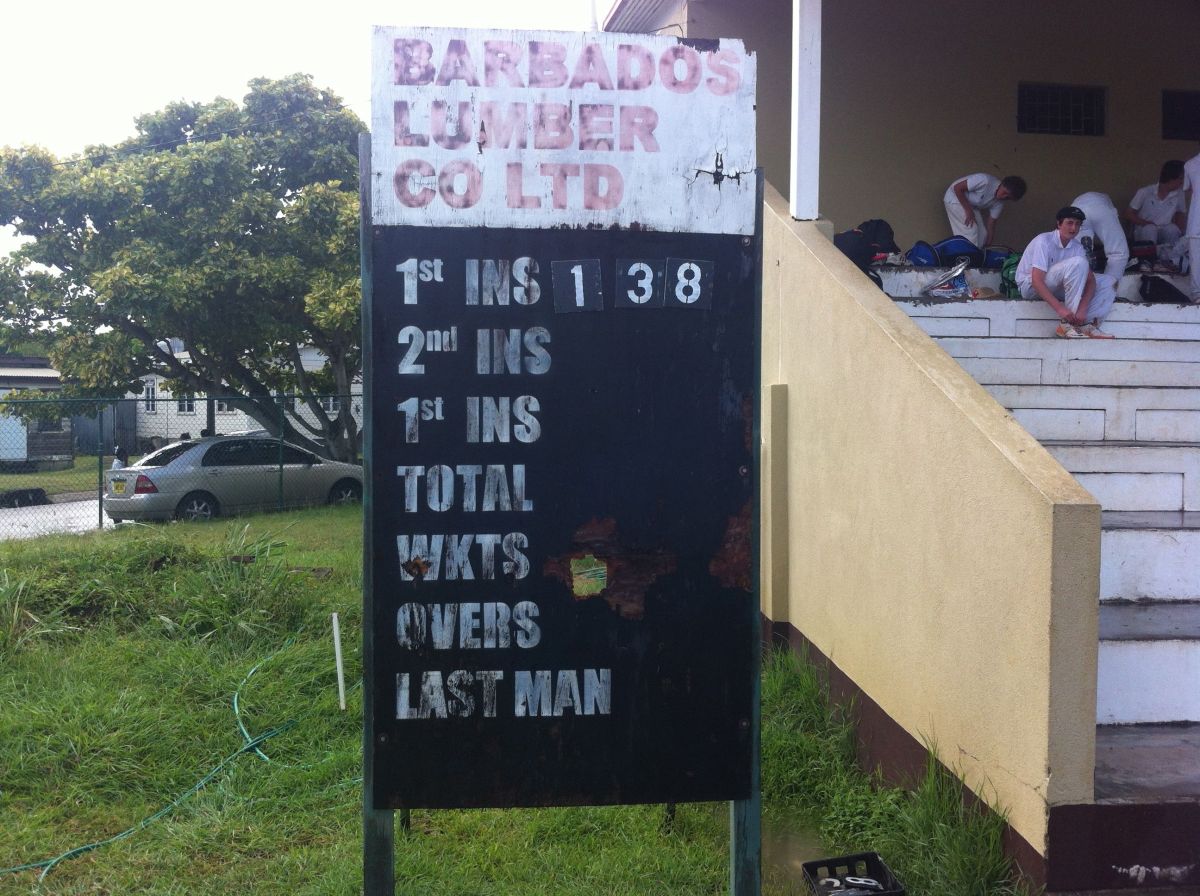 BARBADOS
LUMBER
CO LTD
1st INS 1 3 8
2nd INS
1st INS
TOTAL
WKTS
OVERS
LAST MAN